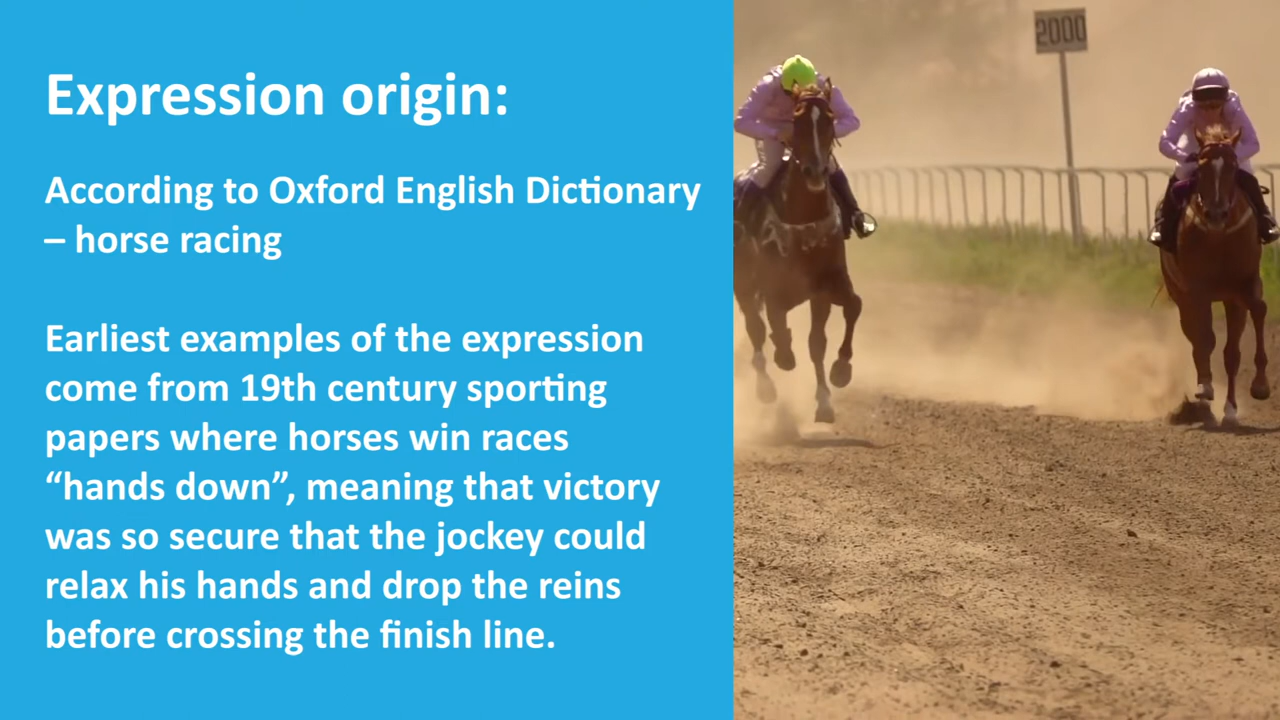 Expression origin:
According to Oxford English Dictionary
– horse racing
Earliest examples of the expression
come from 19th century sporting
papers where horses win races
“hands down”, meaning that victory
was so secure that the jockey could
relax his hands and drop the reins
before crossing the finish line.
2000